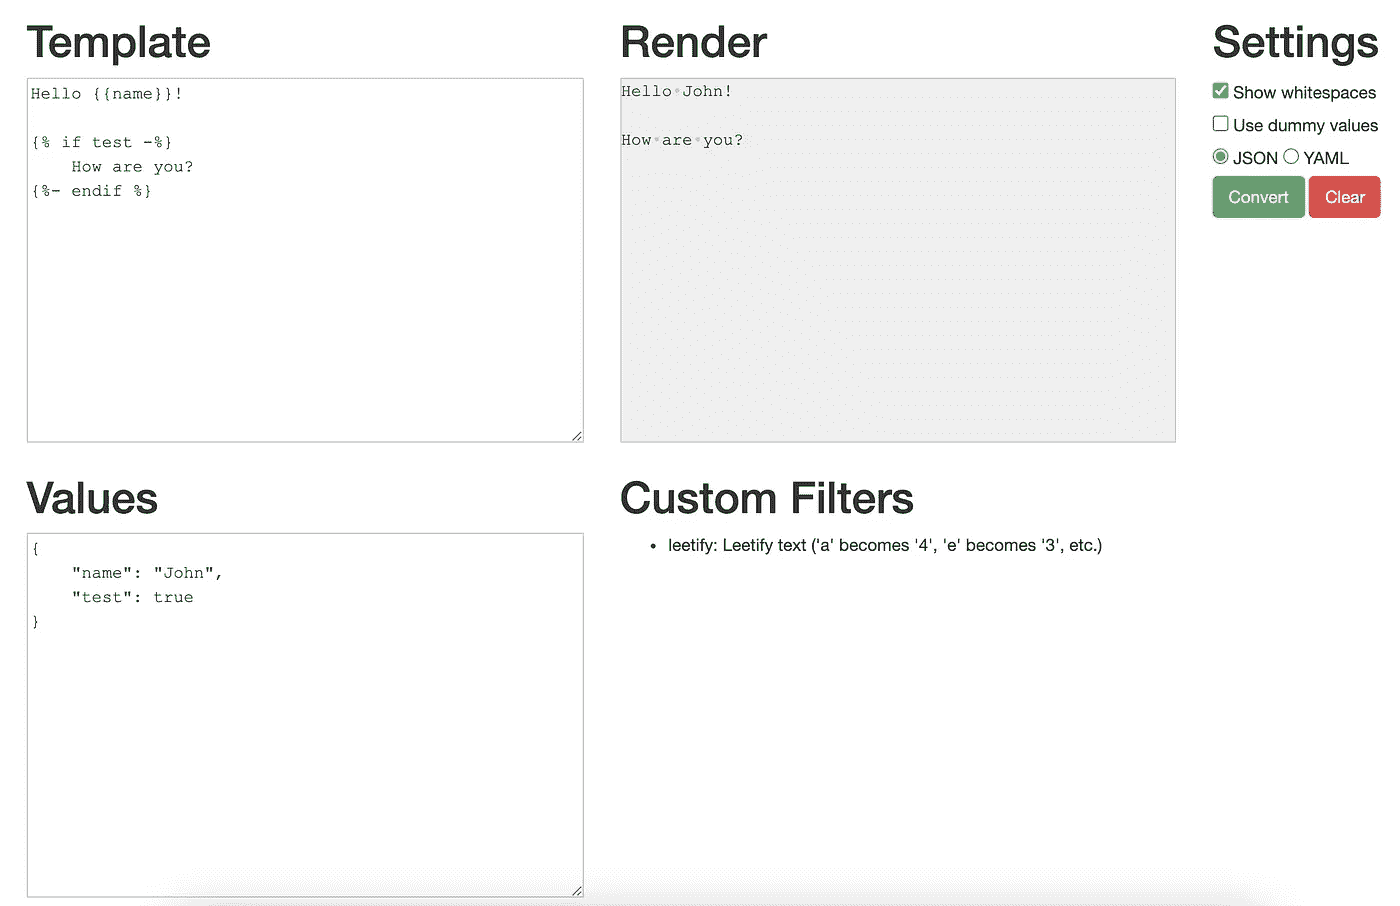 Template
Hello {{name}}!
{% if test -%}
    How are you?
{%- endif %}
Render
Hello◦John!
How◦are◦you?
Settings
Show whitespaces
Use dummy values
JSON YAML
Convert Clear
Values
{
    "name": "John",
    "test": true
}
Custom Filters
• leetify: Leetify text ('a' becomes '4', 'e' becomes '3', etc.)